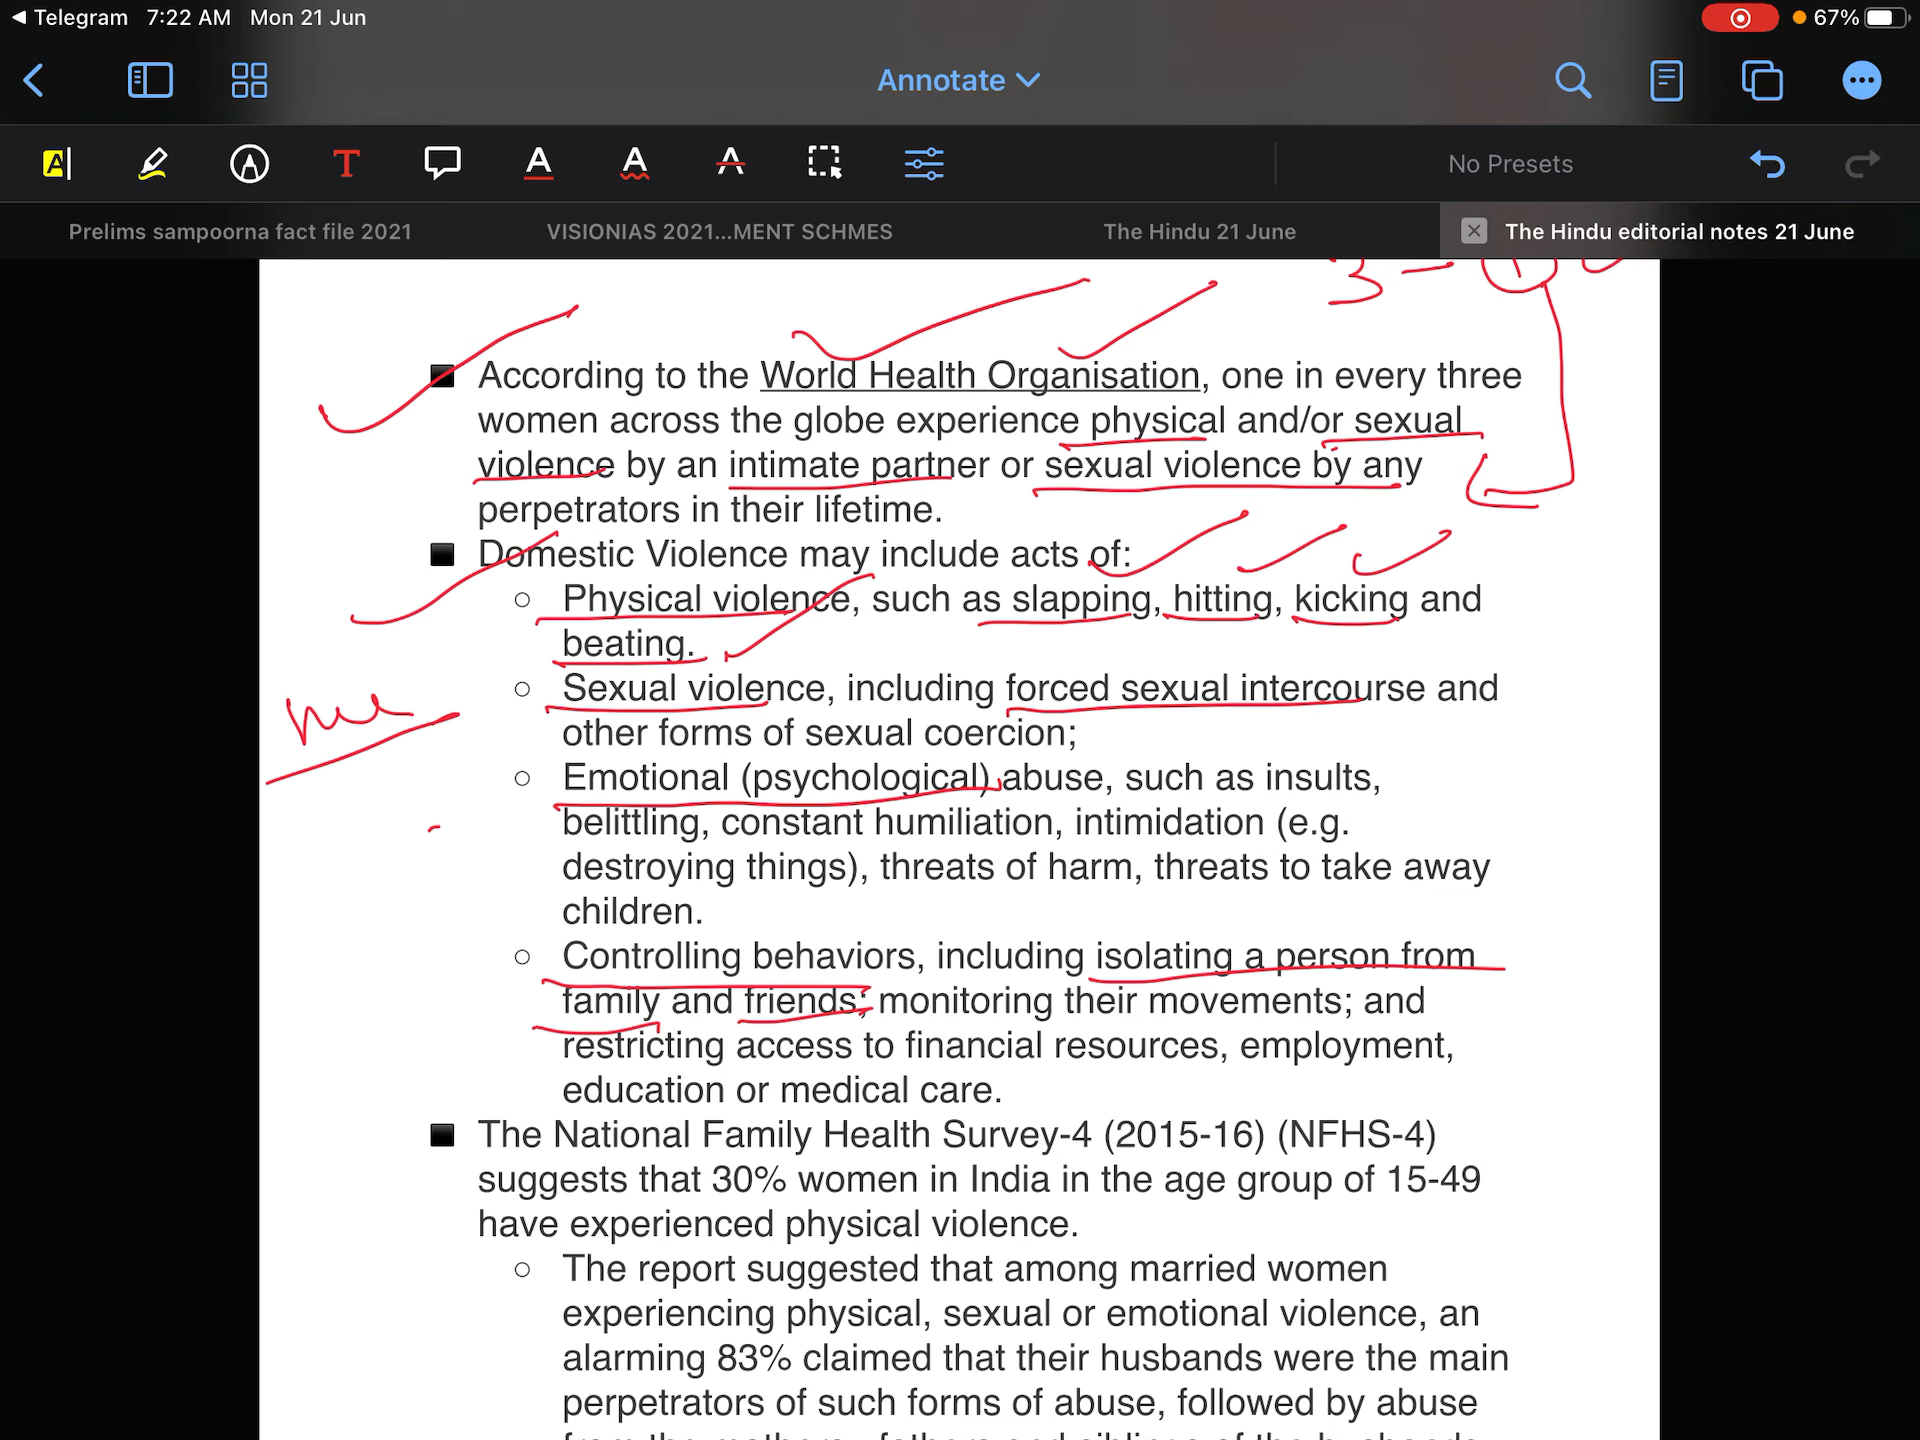 Telegram 7:22 AM Mon 21 Jun 67%
Annotate
A T A A A No Presets
Prelims sampoorna fact file 2021 VISIONIAS 2021...MENT SCHMES The Hindu 21 June The Hindu editorial notes 21 June
3 – 1
According to the World Health Organisation, one in every three
women across the globe experience physical and/or sexual
violence by an intimate partner or sexual violence by any
perpetrators in their lifetime.
Domestic Violence may include acts of:
Physical violence, such as slapping, hitting, kicking and
beating.
Sexual violence, including forced sexual intercourse and
other forms of sexual coercion;
Emotional (psychological) abuse, such as insults,
belittling, constant humiliation, intimidation (e.g.
destroying things), threats of harm, threats to take away
children.
Controlling behaviors, including isolating a person from
family and friends; monitoring their movements; and
restricting access to financial resources, employment,
education or medical care.
The National Family Health Survey-4 (2015-16) (NFHS-4)
suggests that 30% women in India in the age group of 15-49
have experienced physical violence.
The report suggested that among married women
experiencing physical, sexual or emotional violence, an
alarming 83% claimed that their husbands were the main
perpetrators of such forms of abuse, followed by abuse